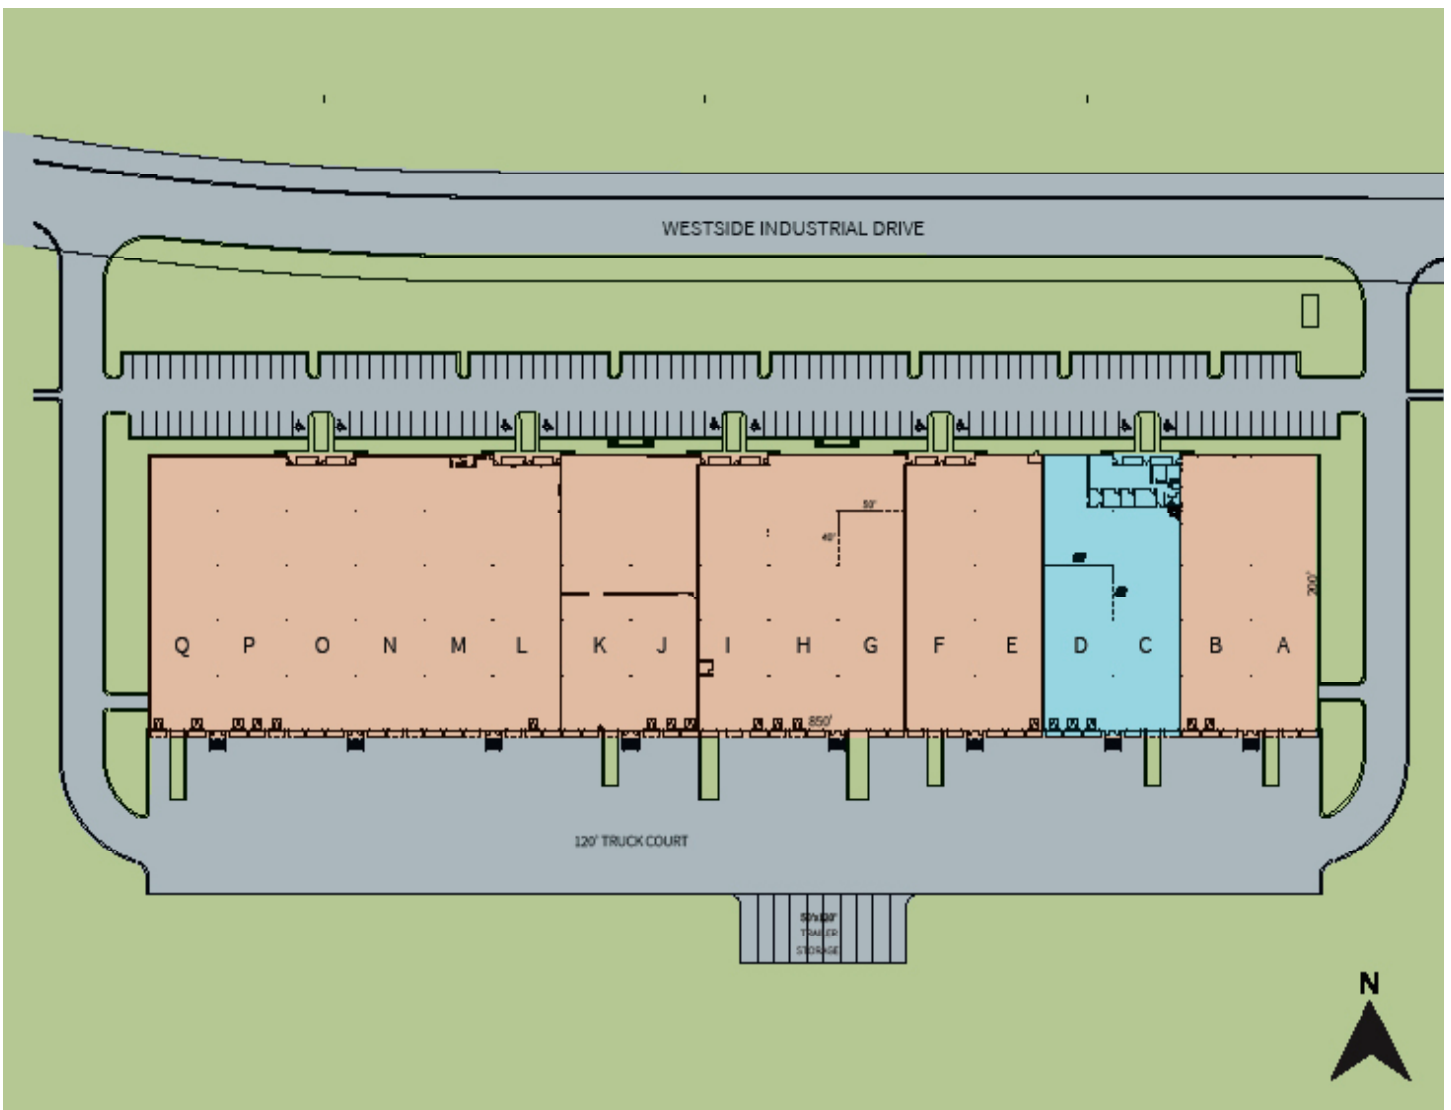 WESTSIDE INDUSTRIAL DRIVE
50'
40'
200'
Q P O N M L K J I H G F E D C B A
850'
120' TRUCK COURT
TRAILER
STORAGE
N